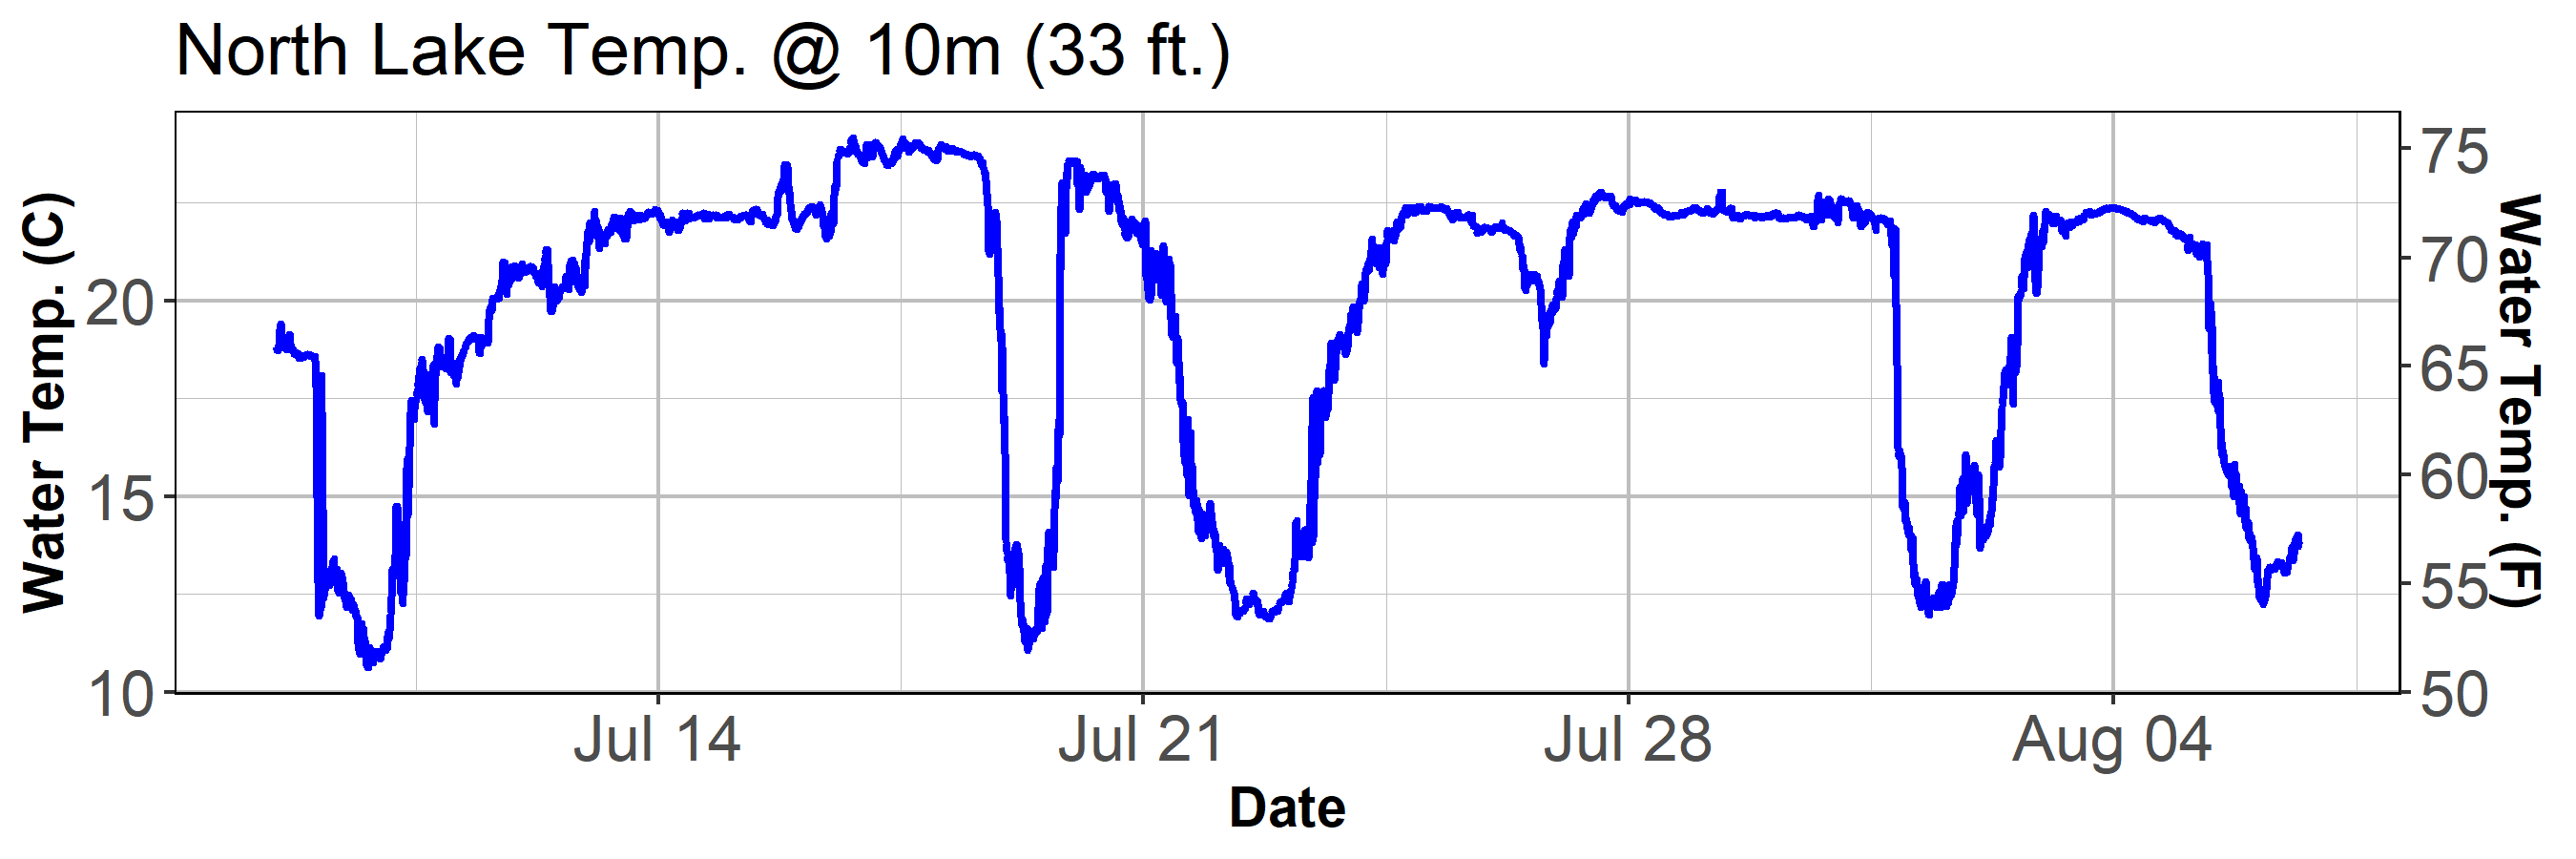 North Lake Temp. @ 10m (33 ft.)
Water Temp. (C)
20
15
10
75
70
65
60
55
50
Water Temp. (F)
Jul 14
Jul 21
Jul 28
Aug 04
Date